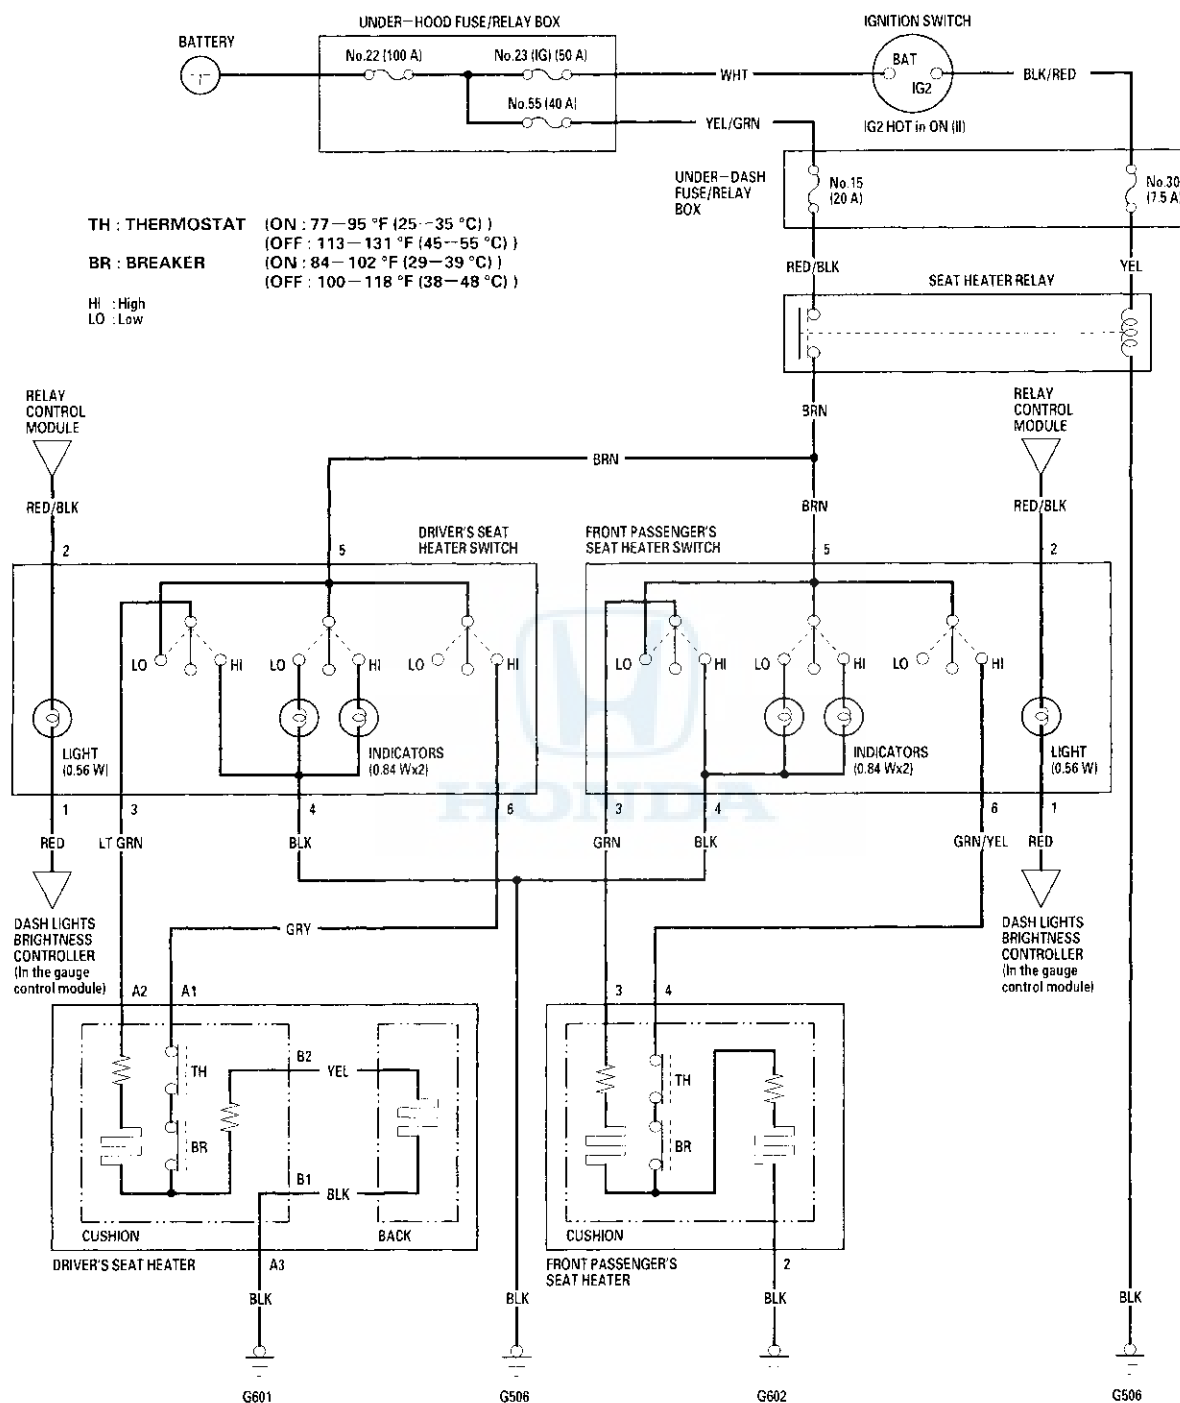 UNDER-HOOD FUSE/RELAY BOX
IGNITION SWITCH
BATTERY
No.22 (100 A)
No.23 (IG) (50 A)
WHT
BAT
IG2
BLK/RED
No.55 (40 A)
YEL/GRN
IG2 HOT in ON (II)
UNDER-DASH
FUSE/RELAY
BOX
No.15
(20 A)
No.30
(7.5 A)
TH : THERMOSTAT (ON : 77-95 °F (25--35 °C) )
(OFF : 113-131 °F (45--55 °C) )
BR : BREAKER (ON : 84-102 °F (29-39 °C) )
(OFF : 100-118 °F (38-48 °C) )
HI : High
LO : Low
RED/BLK
YEL
SEAT HEATER RELAY
RELAY
CONTROL
MODULE
BRN
RELAY
CONTROL
MODULE
BRN
RED/BLK
BRN
RED/BLK
2
DRIVER'S SEAT
HEATER SWITCH
5
FRONT PASSENGER'S
SEAT HEATER SWITCH
5
2
LO HI LO HI LO HI
LO HI LO HI LO HI
LIGHT
(0.56 W)
INDICATORS
(0.84 Wx2)
INDICATORS
(0.84 Wx2)
LIGHT
(0.56 W)
HONDA
1 3 4 6 3 4 6 1
RED LT GRN BLK GRN BLK GRN/YEL RED
DASH LIGHTS
BRIGHTNESS
CONTROLLER
(In the gauge
control module)
GRY
DASH LIGHTS
BRIGHTNESS
CONTROLLER
(In the gauge
control module)
A2 A1 3 4
B2 YEL
TH
TH
BR
BR
B1 BLK
CUSHION
BACK
CUSHION
DRIVER'S SEAT HEATER
A3
FRONT PASSENGER'S
SEAT HEATER
2
BLK BLK BLK BLK
G601 G506 G602 G506